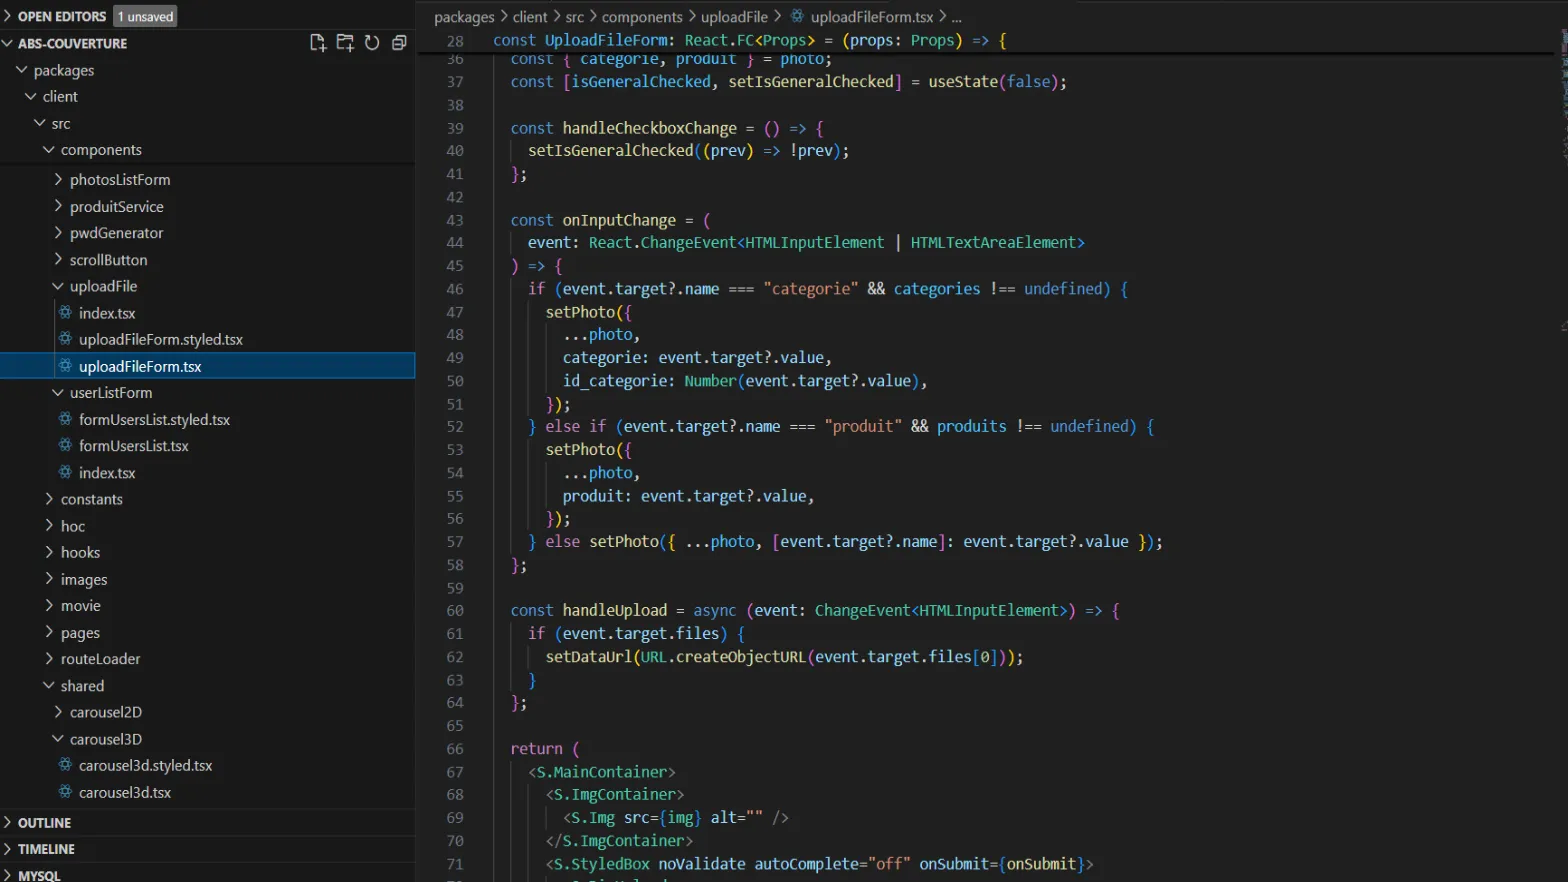 OPEN EDITORS 1 unsaved
ABS-COUVERTURE
packages
client
src
components
photosListForm
produitService
pwdGenerator
scrollButton
uploadFile
index.tsx
uploadFileForm.styled.tsx
uploadFileForm.tsx
userListForm
formUsersList.styled.tsx
formUsersList.tsx
index.tsx
constants
hoc
hooks
images
movie
pages
routeLoader
shared
carousel2D
carousel3D
carousel3d.styled.tsx
carousel3d.tsx
OUTLINE
TIMELINE
MYSQL
packages > client > src > components > uploadFile > uploadFileForm.tsx > ...
28 const UploadFileForm: React.FC<Props> = (props: Props) => {
36 const { categorie, produit } = photo;
37 const [isGeneralChecked, setIsGeneralChecked] = useState(false);
38
39 const handleCheckboxChange = () => {
40 setIsGeneralChecked((prev) => !prev);
41 };
42
43 const onInputChange = (
44 event: React.ChangeEvent<HTMLInputElement | HTMLTextAreaElement>
45 ) => {
46 if (event.target?.name === "categorie" && categories !== undefined) {
47 setPhoto({
48 ...photo,
49 categorie: event.target?.value,
50 id_categorie: Number(event.target?.value),
51 });
52 } else if (event.target?.name === "produit" && produits !== undefined) {
53 setPhoto({
54 ...photo,
55 produit: event.target?.value,
56 });
57 } else setPhoto({ ...photo, [event.target?.name]: event.target?.value });
58 };
59
60 const handleUpload = async (event: ChangeEvent<HTMLInputElement>) => {
61 if (event.target.files) {
62 setDataUrl(URL.createObjectURL(event.target.files[0]));
63 }
64 };
65
66 return (
67 <S.MainContainer>
68 <S.ImgContainer>
69 <S.Img src={img} alt="" />
70 </S.ImgContainer>
71 <S.StyledBox noValidate autoComplete="off" onSubmit={onSubmit}>